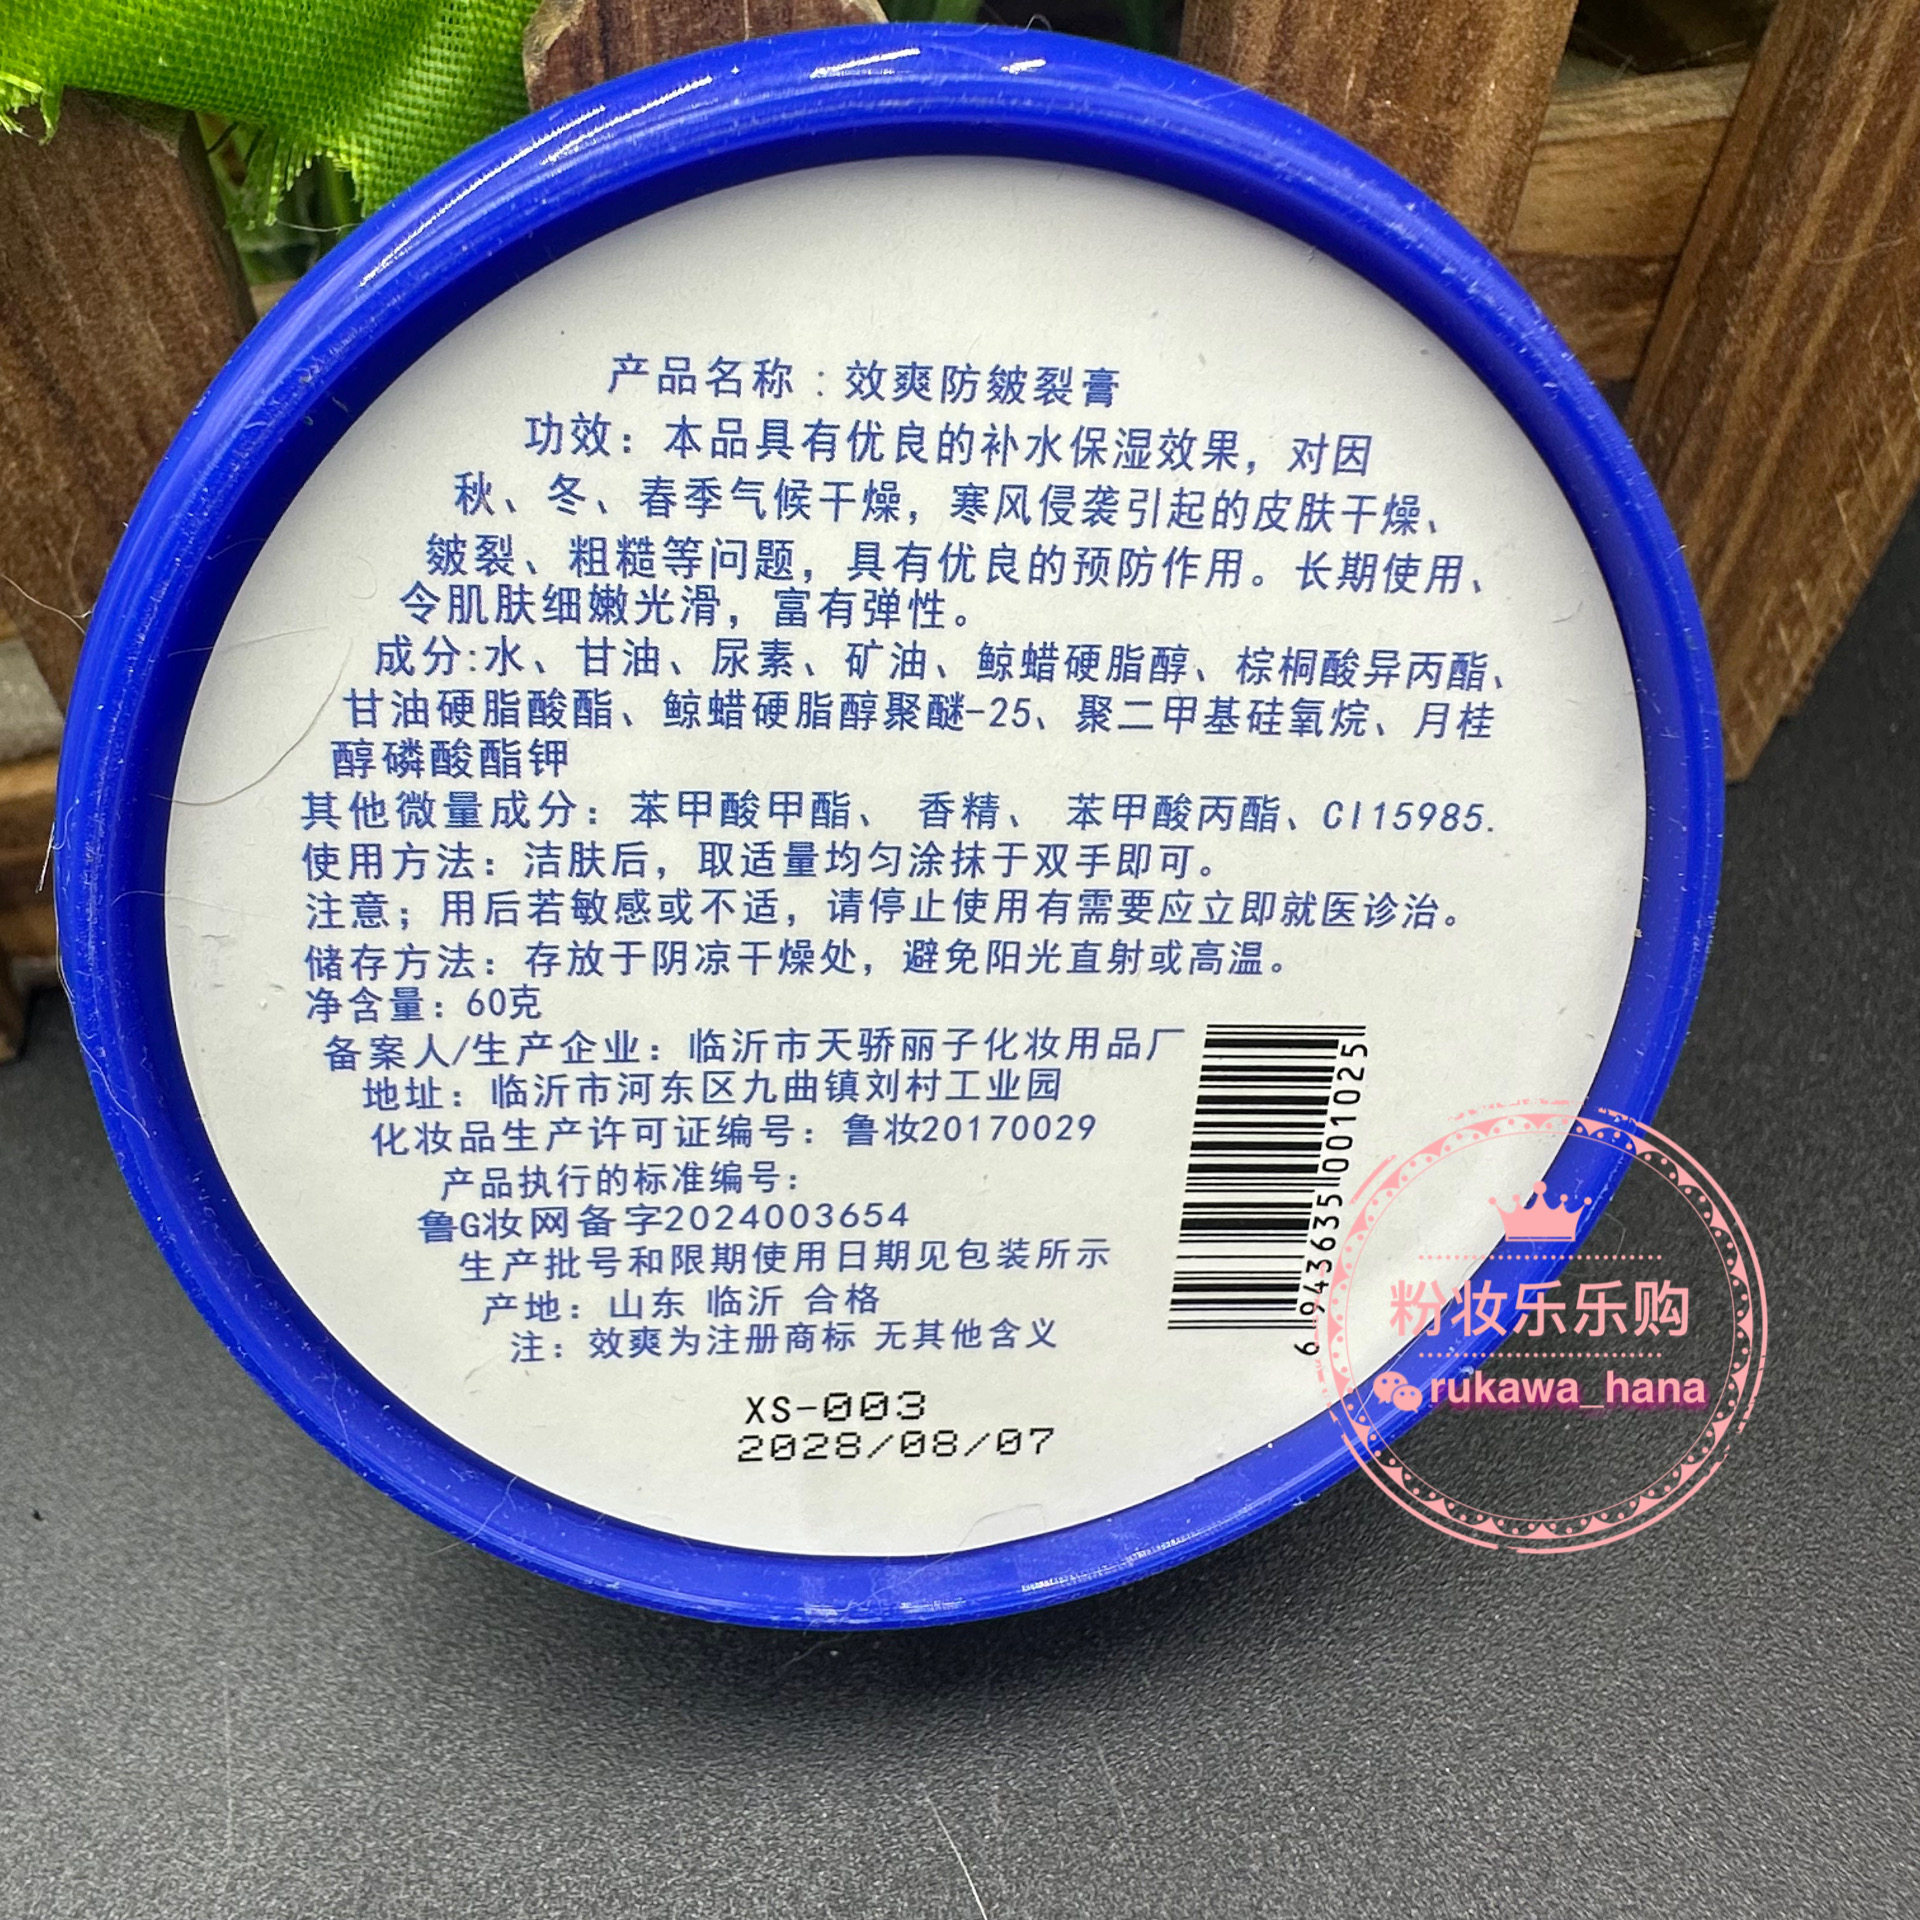 产品名称：效爽防皴裂膏
功效：本品具有优良的补水保湿效果，对因
秋、冬、春季气候干燥，寒风侵袭引起的皮肤干燥、
皴裂、粗糙等问题，具有优良的预防作用。长期使用、
令肌肤细嫩光滑，富有弹性。
成分:水、甘油、尿素、矿油、鲸蜡硬脂醇、棕榈酸异丙酯、
甘油硬脂酸酯、鲸蜡硬脂醇聚醚-25、聚二甲基硅氧烷、月桂
醇磷酸酯钾
其他微量成分：苯甲酸甲酯、 香精、 苯甲酸丙酯、CI15985.
使用方法：洁肤后，取适量均匀涂抹于双手即可。
注意；用后若敏感或不适，请停止使用有需要应立即就医诊治。
储存方法：存放于阴凉干燥处，避免阳光直射或高温。
净含量：60克
备案人/生产企业：临沂市天骄丽子化妆用品厂
地址：临沂市河东区九曲镇刘村工业园
化妆品生产许可证编号：鲁妆20170029
产品执行的标准编号：
鲁G妆网备字2024003654
生产批号和限期使用日期见包装所示
产地：山东 临沂 合格
注：效爽为注册商标 无其他含义
XS-003
2028/08/07
6 943635 001025
粉妆乐乐购
rukawa_hana